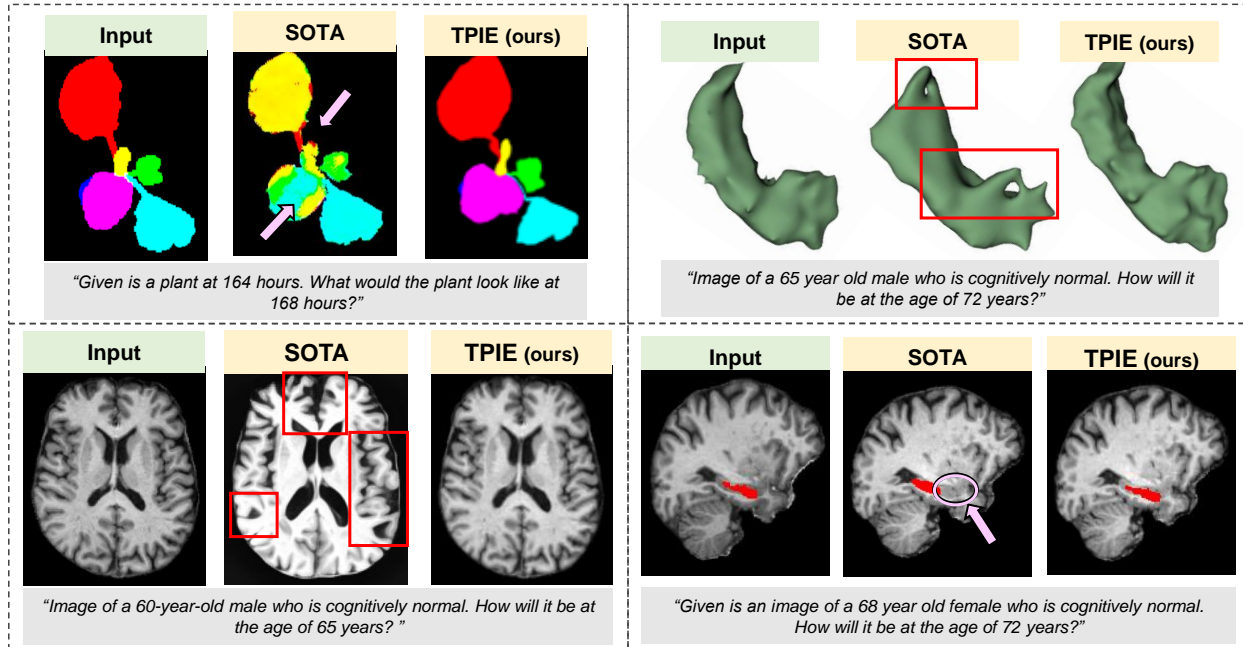 Input
SOTA
TPIE (ours)
“Given is a plant at 164 hours. What would the plant look like at
168 hours?”
Input
SOTA
TPIE (ours)
“Image of a 65 year old male who is cognitively normal. How will it
be at the age of 72 years?”
Input
SOTA
TPIE (ours)
“Image of a 60-year-old male who is cognitively normal. How will it be at
the age of 65 years? ”
Input
SOTA
TPIE (ours)
“Given is an image of a 68 year old female who is cognitively normal.
How will it be at the age of 72 years?”